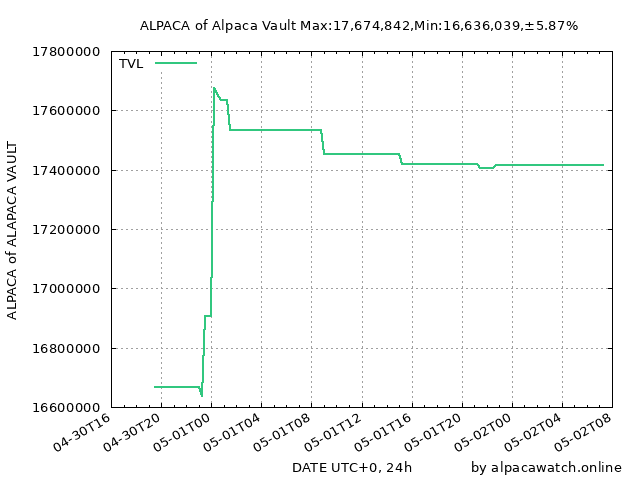 ALPACA of Alpaca Vault Max:17,674,842,Min:16,636,039,±5.87%
TVL
17800000
17600000
17400000
17200000
17000000
16800000
16600000
ALPACA of ALAPACA VAULT
04-30T16
04-30T20
05-01T00
05-01T04
05-01T08
05-01T12
05-01T16
05-01T20
05-02T00
05-02T04
05-02T08
DATE UTC+0, 24h
by alpacawatch.online